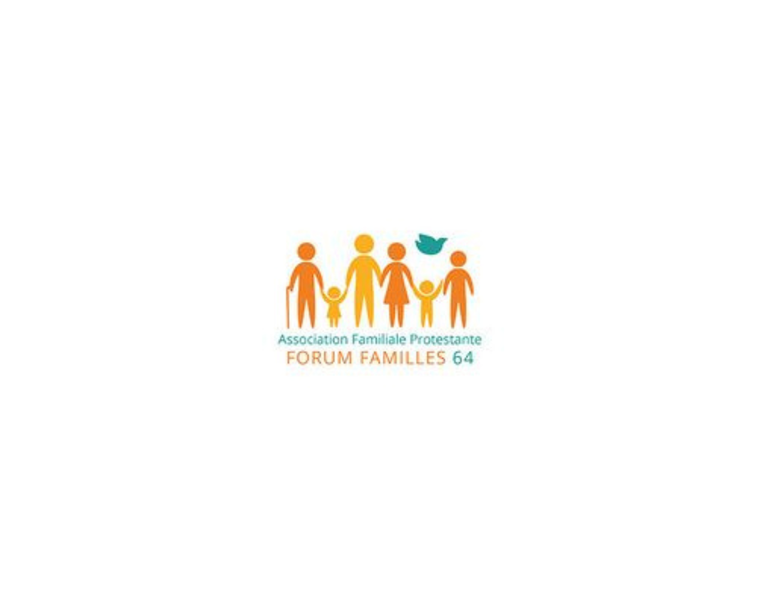 Association Familiale Protestante
FORUM FAMILLES 64